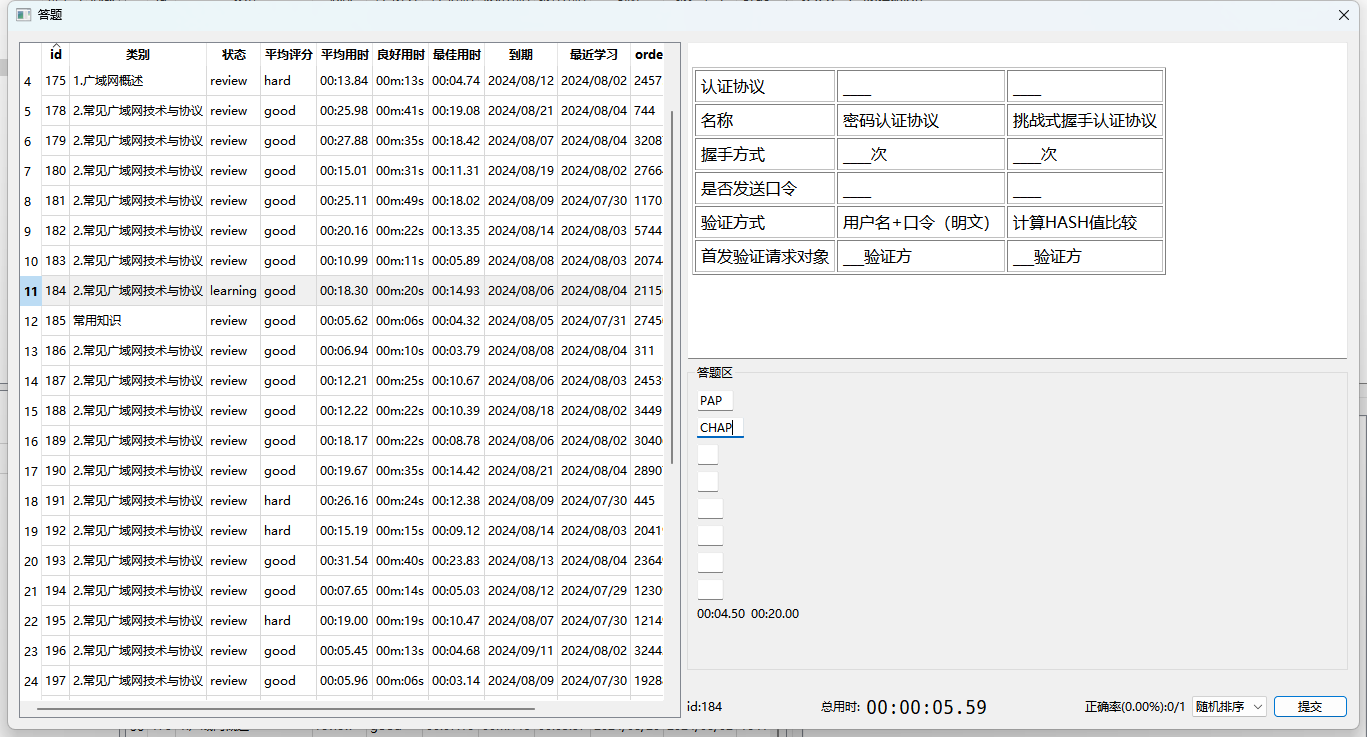 答题
id 类别 状态 平均评分 平均用时 良好用时 最佳用时 到期 最近学习 orde
4 175 1.广域网概述 review hard 00:13.84 00m:13s 00:04.74 2024/08/12 2024/08/02 2457
5 178 2.常见广域网技术与协议 review good 00:25.98 00m:41s 00:19.08 2024/08/21 2024/08/04 744
6 179 2.常见广域网技术与协议 review good 00:27.88 00m:35s 00:18.42 2024/08/07 2024/08/04 3208
7 180 2.常见广域网技术与协议 review good 00:15.01 00m:31s 00:11.31 2024/08/19 2024/08/02 2766
8 181 2.常见广域网技术与协议 review good 00:25.11 00m:49s 00:18.02 2024/08/09 2024/07/30 1170
9 182 2.常见广域网技术与协议 review good 00:20.16 00m:22s 00:13.35 2024/08/14 2024/08/03 5744
10 183 2.常见广域网技术与协议 review good 00:10.99 00m:11s 00:05.89 2024/08/08 2024/08/03 2074
11 184 2.常见广域网技术与协议 learning good 00:18.30 00m:20s 00:14.93 2024/08/06 2024/08/04 2115
12 185 常用知识 review good 00:05.62 00m:06s 00:04.32 2024/08/05 2024/07/31 2745
13 186 2.常见广域网技术与协议 review good 00:06.94 00m:10s 00:03.79 2024/08/08 2024/08/04 311
14 187 2.常见广域网技术与协议 review good 00:12.21 00m:25s 00:10.67 2024/08/06 2024/08/03 2453
15 188 2.常见广域网技术与协议 review good 00:12.22 00m:22s 00:10.39 2024/08/18 2024/08/02 3449
16 189 2.常见广域网技术与协议 review good 00:18.17 00m:22s 00:08.78 2024/08/06 2024/08/02 3040
17 190 2.常见广域网技术与协议 review good 00:19.67 00m:35s 00:14.42 2024/08/21 2024/08/04 2890
18 191 2.常见广域网技术与协议 review hard 00:26.16 00m:24s 00:12.38 2024/08/09 2024/07/30 445
19 192 2.常见广域网技术与协议 review hard 00:15.19 00m:15s 00:09.12 2024/08/14 2024/08/03 2041
20 193 2.常见广域网技术与协议 review good 00:31.54 00m:40s 00:23.83 2024/08/13 2024/08/04 2364
21 194 2.常见广域网技术与协议 review good 00:07.65 00m:14s 00:05.03 2024/08/12 2024/07/29 1230
22 195 2.常见广域网技术与协议 review hard 00:19.00 00m:19s 00:10.47 2024/08/07 2024/07/30 1214
23 196 2.常见广域网技术与协议 review good 00:05.45 00m:13s 00:04.68 2024/09/11 2024/08/02 3244
24 197 2.常见广域网技术与协议 review good 00:05.96 00m:06s 00:03.14 2024/08/09 2024/07/30 1928
认证协议 ____ ____
名称 密码认证协议 挑战式握手认证协议
握手方式 ____次 ____次
是否发送口令 ____ ____
验证方式 用户名+口令（明文） 计算HASH值比较
首发验证请求对象 ___验证方 ___验证方
答题区
PAP
CHAP
00:04.50 00:20.00
id:184 总用时: 00:00:05.59 正确率(0.00%):0/1 随机排序 提交